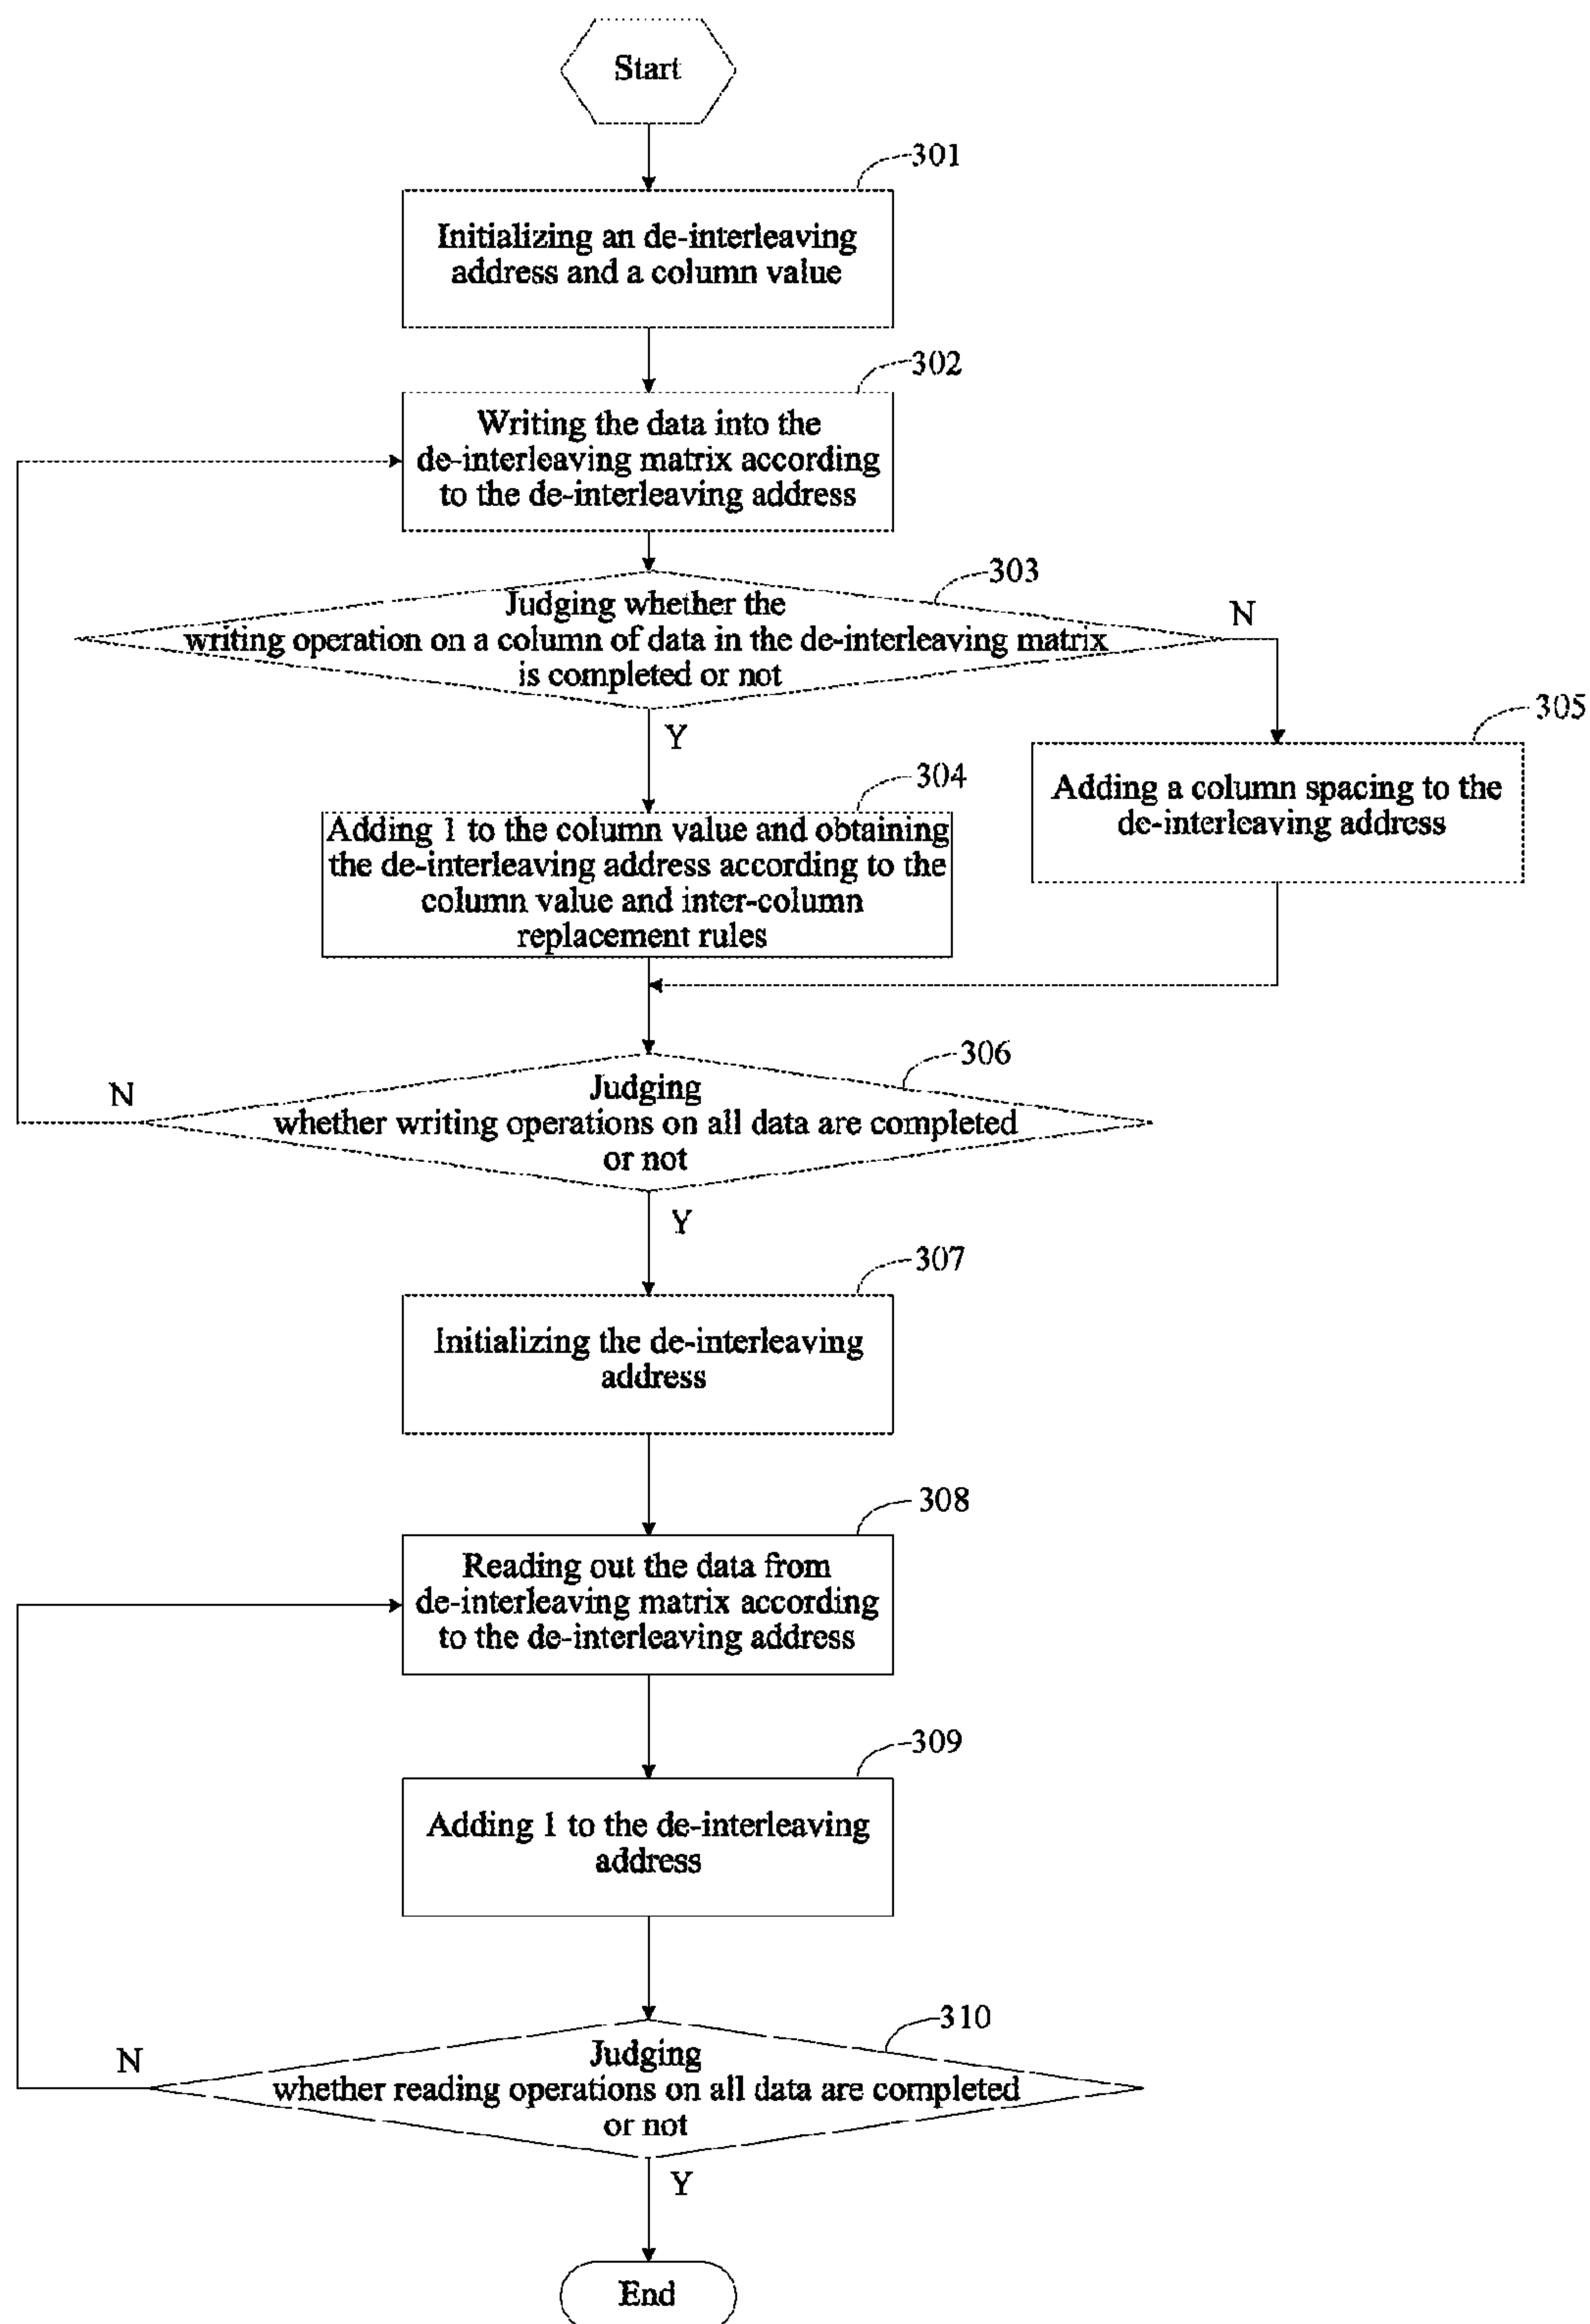 Start
301
Initializing an de-interleaving
address and a column value
302
Writing the data into the
de-interleaving matrix according
to the de-interleaving address
303
Judging whether the
writing operation on a column of data in the de-interleaving matrix
is completed or not
N
Y
305
Adding a column spacing to the
de-interleaving address
304
Adding 1 to the column value and obtaining
the de-interleaving address according to the
column value and inter-column
replacement rules
306
Judging
whether writing operations on all data are completed
or not
N
Y
307
Initializing the de-interleaving
address
308
Reading out the data from
de-interleaving matrix according
to the de-interleaving address
309
Adding 1 to the de-interleaving
address
310
Judging
whether reading operations on all data are completed
or not
N
Y
End